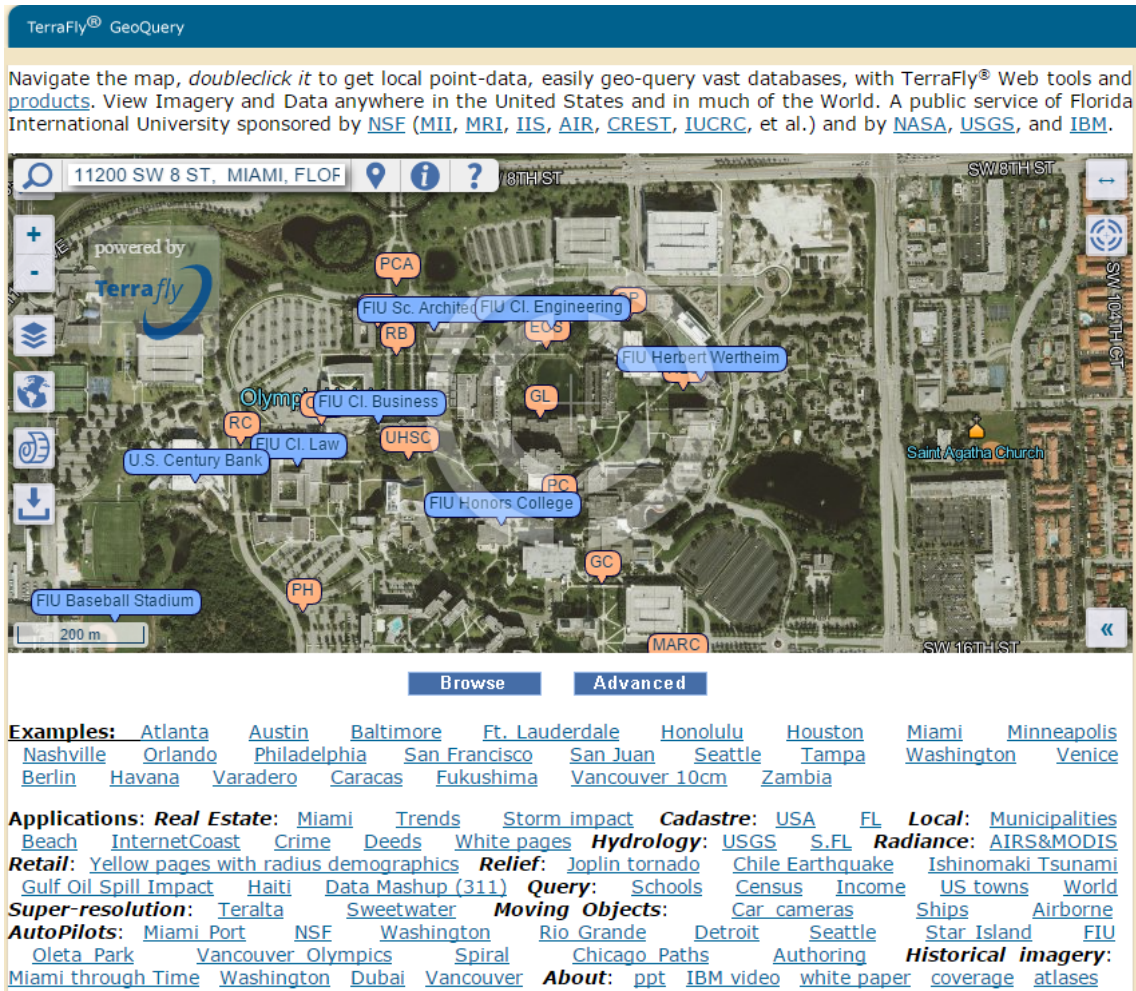 TerraFly® GeoQuery
Navigate the map, doubleclick it to get local point-data, easily geo-query vast databases, with TerraFly® Web tools and
products. View Imagery and Data anywhere in the United States and in much of the World. A public service of Florida
International University sponsored by NSF (MII, MRI, IIS, AIR, CREST, IUCRC, et al.) and by NASA, USGS, and IBM.
11200 SW 8 ST, MIAMI, FLOR
? 8TH ST
SW 8TH ST
+
-
powered by
Terrafly
SW 104TH CT
PCA
FIU Sc. Architec
FIU Cl. Engineering
RB
EOS
FIU Herbert Wertheim
GL
Olymp
FIU Cl. Business
RC
UHSC
FIU Cl. Law
U.S. Century Bank
Saint Agatha Church
PC
FIU Honors College
GC
PH
FIU Baseball Stadium
200 m
MARC
SW 16TH ST
«
Browse Advanced
Examples: Atlanta Austin Baltimore Ft. Lauderdale Honolulu Houston Miami Minneapolis
Nashville Orlando Philadelphia San Francisco San Juan Seattle Tampa Washington Venice
Berlin Havana Varadero Caracas Fukushima Vancouver 10cm Zambia
Applications: Real Estate: Miami Trends Storm impact Cadastre: USA FL Local: Municipalities
Beach InternetCoast Crime Deeds White pages Hydrology: USGS S.FL Radiance: AIRS&MODIS
Retail: Yellow pages with radius demographics Relief: Joplin tornado Chile Earthquake Ishinomaki Tsunami
Gulf Oil Spill Impact Haiti Data Mashup (311) Query: Schools Census Income US towns World
Super-resolution: Teralta Sweetwater Moving Objects: Car cameras Ships Airborne
AutoPilots: Miami Port NSF Washington Rio Grande Detroit Seattle Star Island FIU
Oleta Park Vancouver Olympics Spiral Chicago Paths Authoring Historical imagery:
Miami through Time Washington Dubai Vancouver About: ppt IBM video white paper coverage atlases